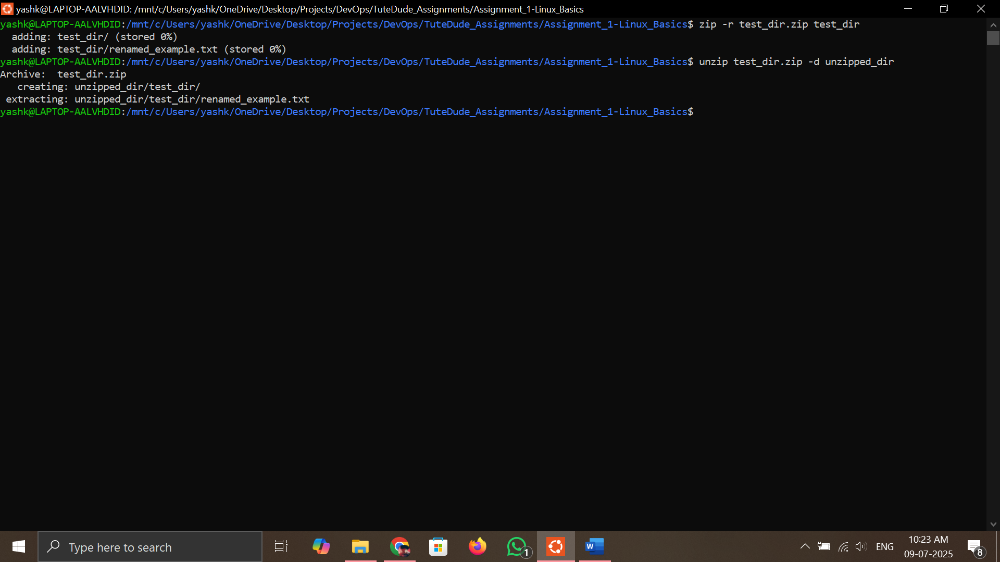 yashk@LAPTOP-AALVHDID: /mnt/c/Users/yashk/OneDrive/Desktop/Projects/DevOps/TuteDude_Assignments/Assignment_1-Linux_Basics
yashk@LAPTOP-AALVHDID:/mnt/c/Users/yashk/OneDrive/Desktop/Projects/DevOps/TuteDude_Assignments/Assignment_1-Linux_Basics$ zip -r test_dir.zip test_dir
  adding: test_dir/ (stored 0%)
  adding: test_dir/renamed_example.txt (stored 0%)
yashk@LAPTOP-AALVHDID:/mnt/c/Users/yashk/OneDrive/Desktop/Projects/DevOps/TuteDude_Assignments/Assignment_1-Linux_Basics$ unzip test_dir.zip -d unzipped_dir
Archive:  test_dir.zip
   creating: unzipped_dir/test_dir/
 extracting: unzipped_dir/test_dir/renamed_example.txt
yashk@LAPTOP-AALVHDID:/mnt/c/Users/yashk/OneDrive/Desktop/Projects/DevOps/TuteDude_Assignments/Assignment_1-Linux_Basics$
Type here to search
1
W
ENG
10:23 AM
09-07-2025
8